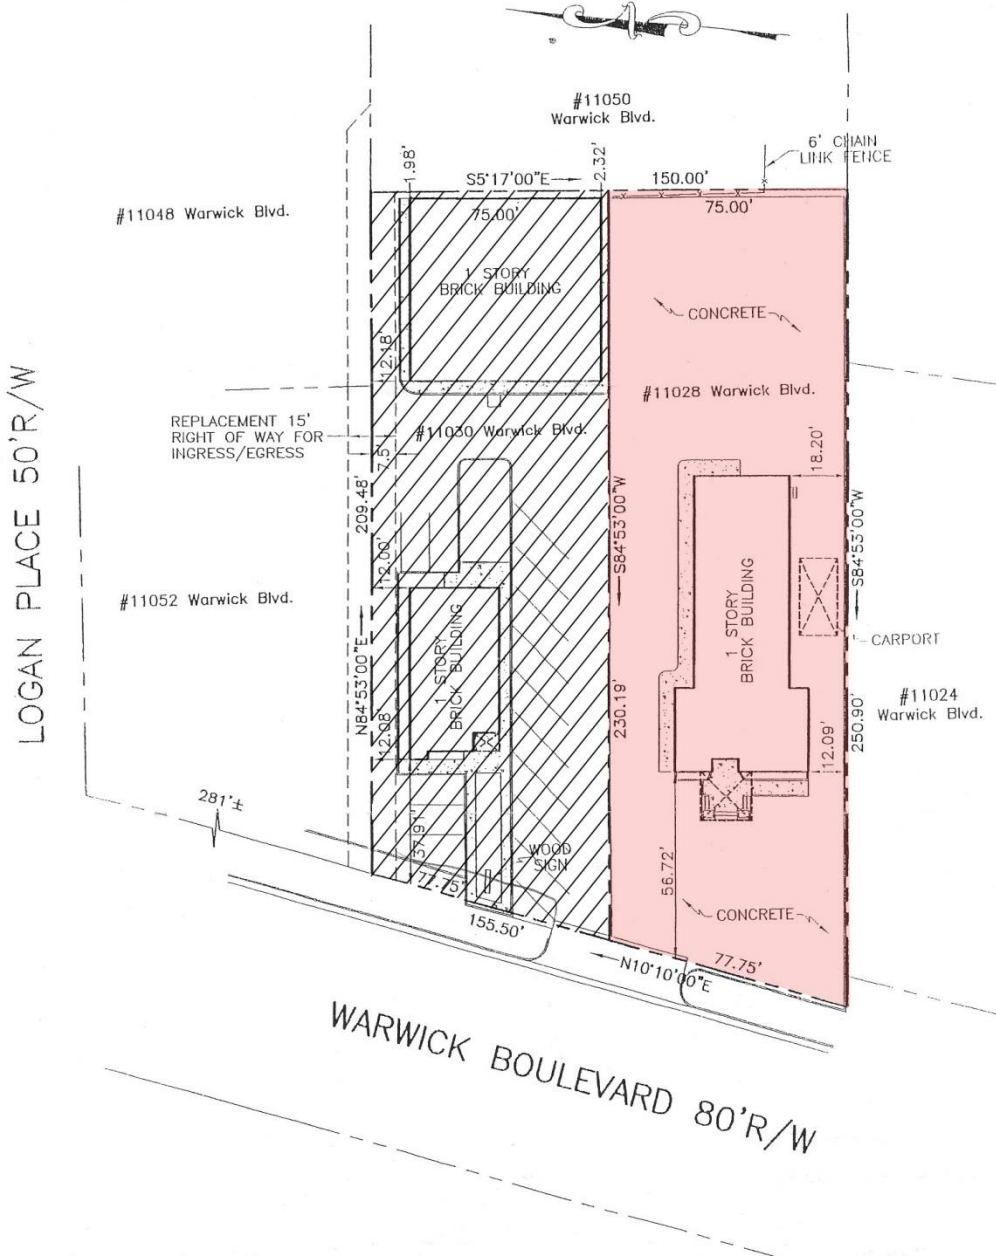 #11050
Warwick Blvd.
6' CHAIN
LINK FENCE
1.98'
2.32'
S5°17'00"E
150.00'
75.00'
75.00'
#11048 Warwick Blvd.
1 STORY
BRICK BUILDING
CONCRETE
12.18'
#11028 Warwick Blvd.
REPLACEMENT 15'
RIGHT OF WAY FOR
INGRESS/EGRESS
#11030 Warwick Blvd.
7.5'
18.20'
LOGAN PLACE 50'R/W
209.48'
S84°53'00"W
S84°53'00"W
12.00'
#11052 Warwick Blvd.
N84°53'00"E
1 STORY
BRICK BUILDING
1 STORY
BRICK BUILDING
CARPORT
#11024
Warwick Blvd.
230.19'
250.90'
12.08'
12.09'
281'±
37.91'
WOOD
SIGN
56.72'
77.75'
155.50'
CONCRETE
N10°10'00"E
77.75'
WARWICK BOULEVARD 80'R/W